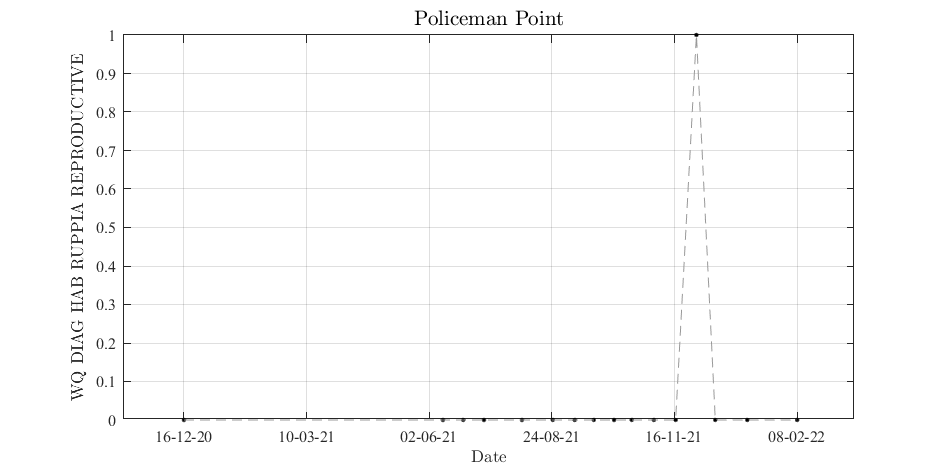 Policeman Point
WQ DIAG HAB RUPPIA REPRODUCTIVE
1
0.9
0.8
0.7
0.6
0.5
0.4
0.3
0.2
0.1
0
16-12-20 10-03-21 02-06-21 24-08-21 16-11-21 08-02-22
Date